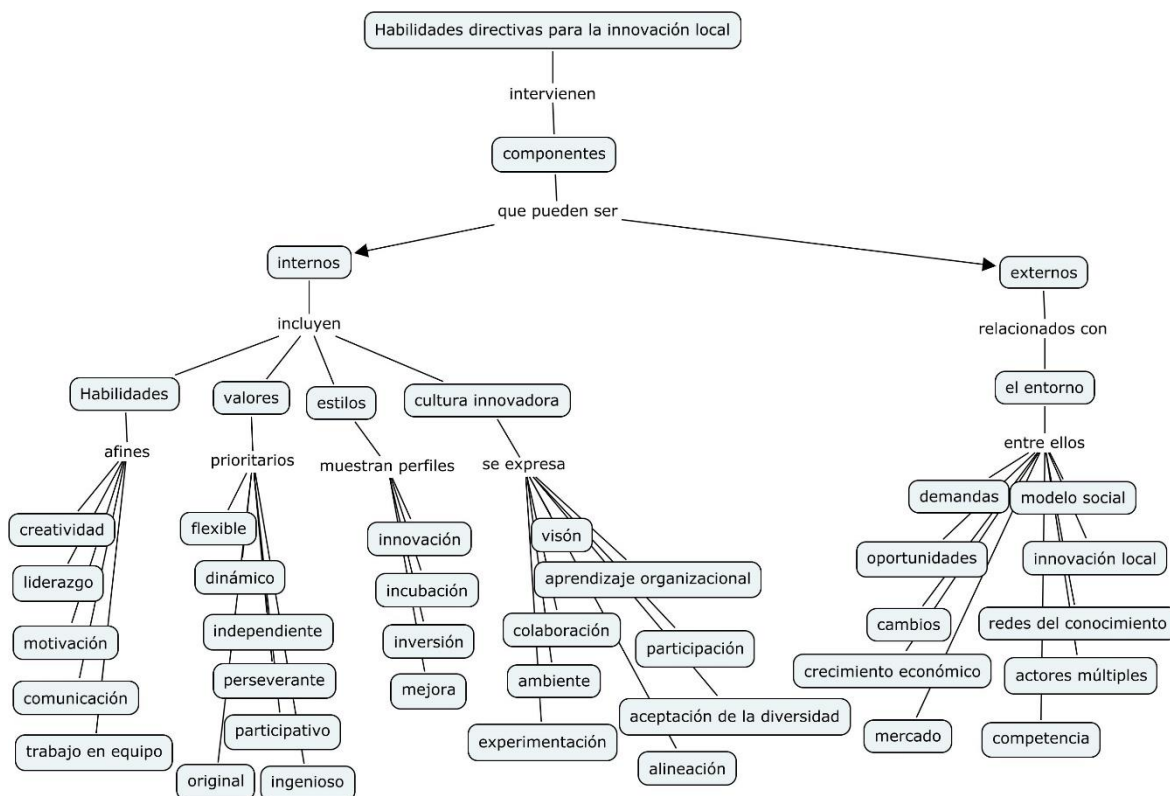 Habilidades directivas para la innovación local
intervienen
componentes
que pueden ser
internos
externos
incluyen
relacionados con
Habilidades
valores
estilos
cultura innovadora
el entorno
afines
prioritarios
muestran perfiles
se expresa
entre ellos
creatividad
liderazgo
motivación
comunicación
trabajo en equipo
flexible
dinámico
independiente
perseverante
participativo
original
ingenioso
innovación
incubación
inversión
mejora
visón
aprendizaje organizacional
colaboración
participación
ambiente
aceptación de la diversidad
experimentación
alineación
demandas
modelo social
oportunidades
innovación local
cambios
redes del conocimiento
crecimiento económico
actores múltiples
mercado
competencia